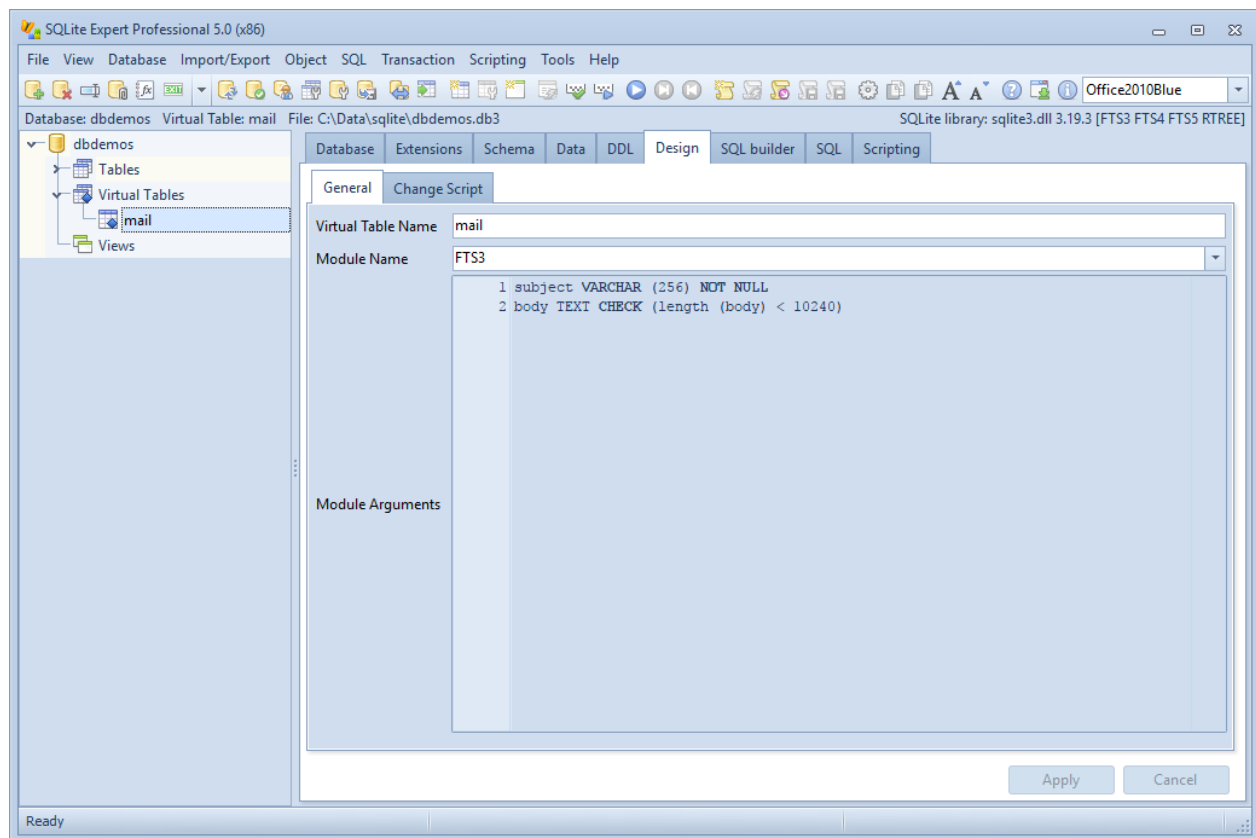 SQLite Expert Professional 5.0 (x86)
File View Database Import/Export Object SQL Transaction Scripting Tools Help
Office2010Blue
Database: dbdemos Virtual Table: mail File: C:\Data\sqlite\dbdemos.db3 SQLite library: sqlite3.dll 3.19.3 [FTS3 FTS4 FTS5 RTREE]
dbdemos
Tables
Virtual Tables
mail
Views
Database Extensions Schema Data DDL Design SQL builder SQL Scripting
General Change Script
Virtual Table Name mail
Module Name FTS3
1 subject VARCHAR (256) NOT NULL
2 body TEXT CHECK (length (body) < 10240)
Module Arguments
Apply Cancel
Ready